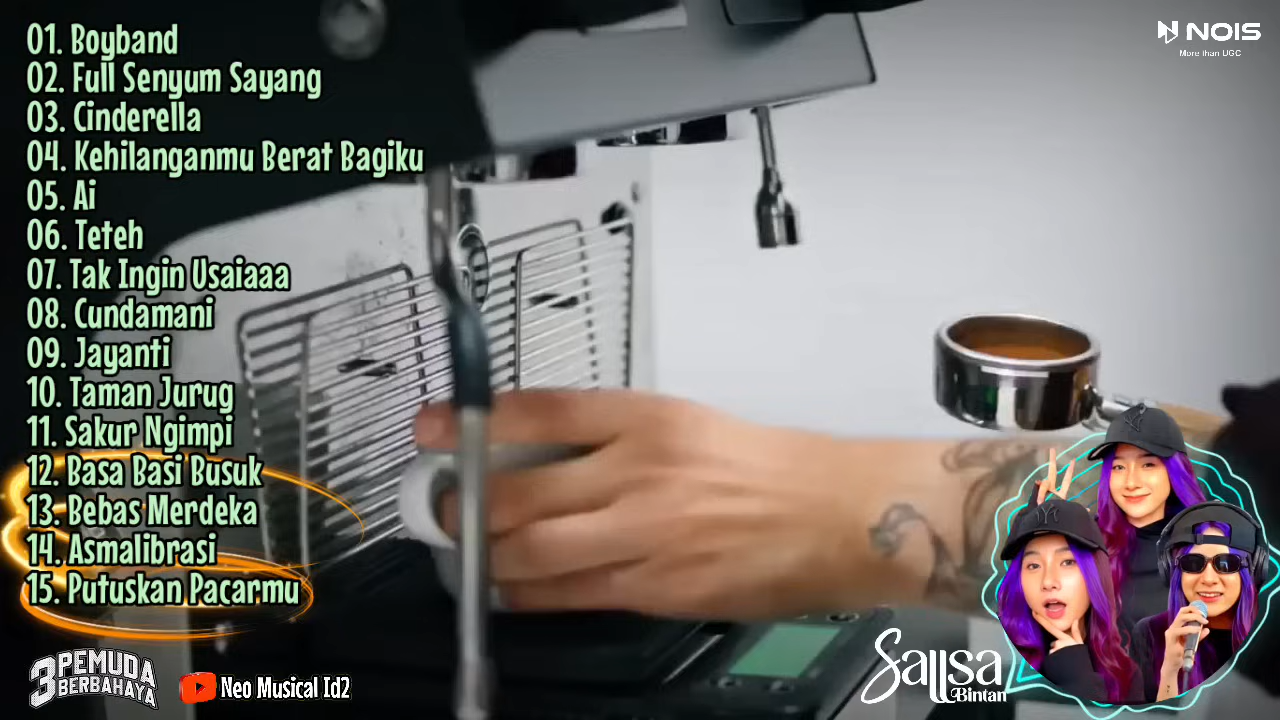 01. Boyband
02. Full Senyum Sayang
03. Cinderella
04. Kehilanganmu Berat Bagiku
05. Ai
06. Teteh
07. Tak Ingin Usaiaaa
08. Cundamani
09. Jayanti
10. Taman Jurug
11. Sakur Ngimpi
12. Basa Basi Busuk
13. Bebas Merdeka
14. Asmalibrasi
15. Putuskan Pacarmu
NOIS
More than UGC
3 PEMUDA
BERBAHAYA
Neo Musical Id2
Sallsa
Bintan